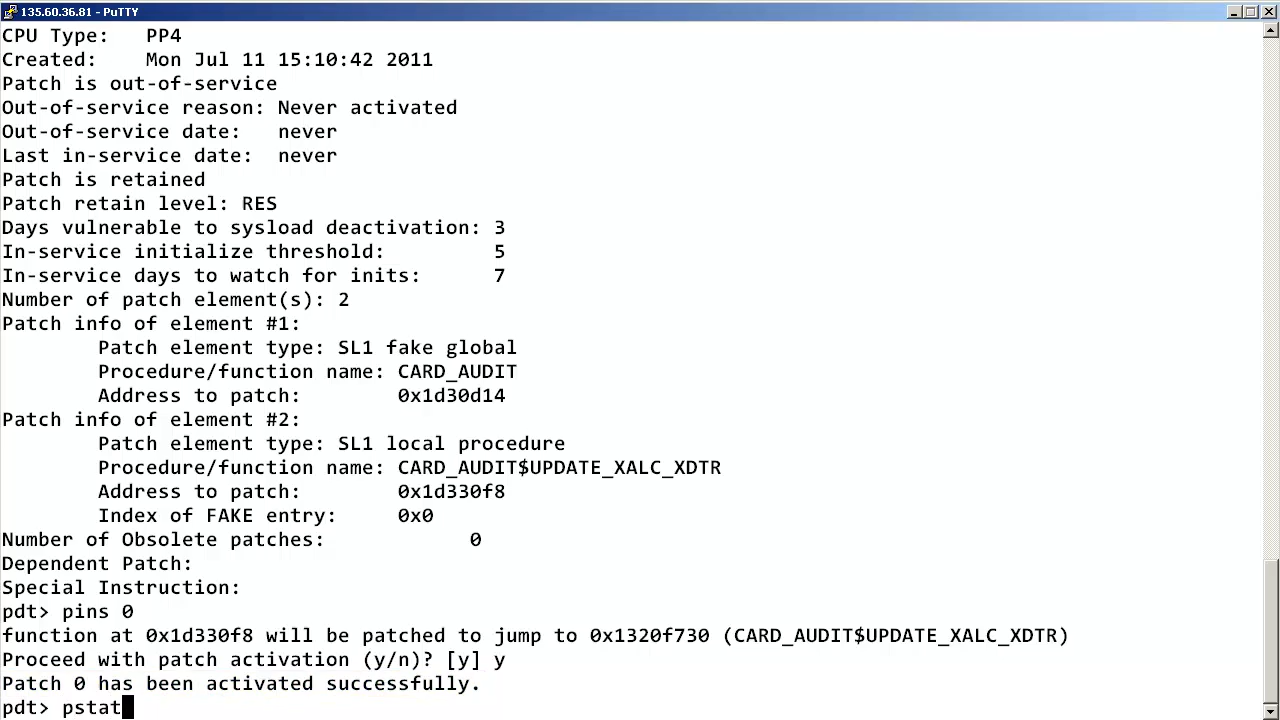 135.60.36.81 - PuTTY
CPU Type:   PP4
Created:    Mon Jul 11 15:10:42 2011
Patch is out-of-service
Out-of-service reason: Never activated
Out-of-service date:   never
Last in-service date:  never
Patch is retained
Patch retain level: RES
Days vulnerable to sysload deactivation: 3
In-service initialize threshold:         5
In-service days to watch for inits:      7
Number of patch element(s): 2
Patch info of element #1:
        Patch element type: SL1 fake global
        Procedure/function name: CARD_AUDIT
        Address to patch:        0x1d30d14
Patch info of element #2:
        Patch element type: SL1 local procedure
        Procedure/function name: CARD_AUDIT$UPDATE_XALC_XDTR
        Address to patch:        0x1d330f8
        Index of FAKE entry:     0x0
Number of Obsolete patches:            0
Dependent Patch:
Special Instruction:
pdt> pins 0
function at 0x1d330f8 will be patched to jump to 0x1320f730 (CARD_AUDIT$UPDATE_XALC_XDTR)
Proceed with patch activation (y/n)? [y] y
Patch 0 has been activated successfully.
pdt> pstat